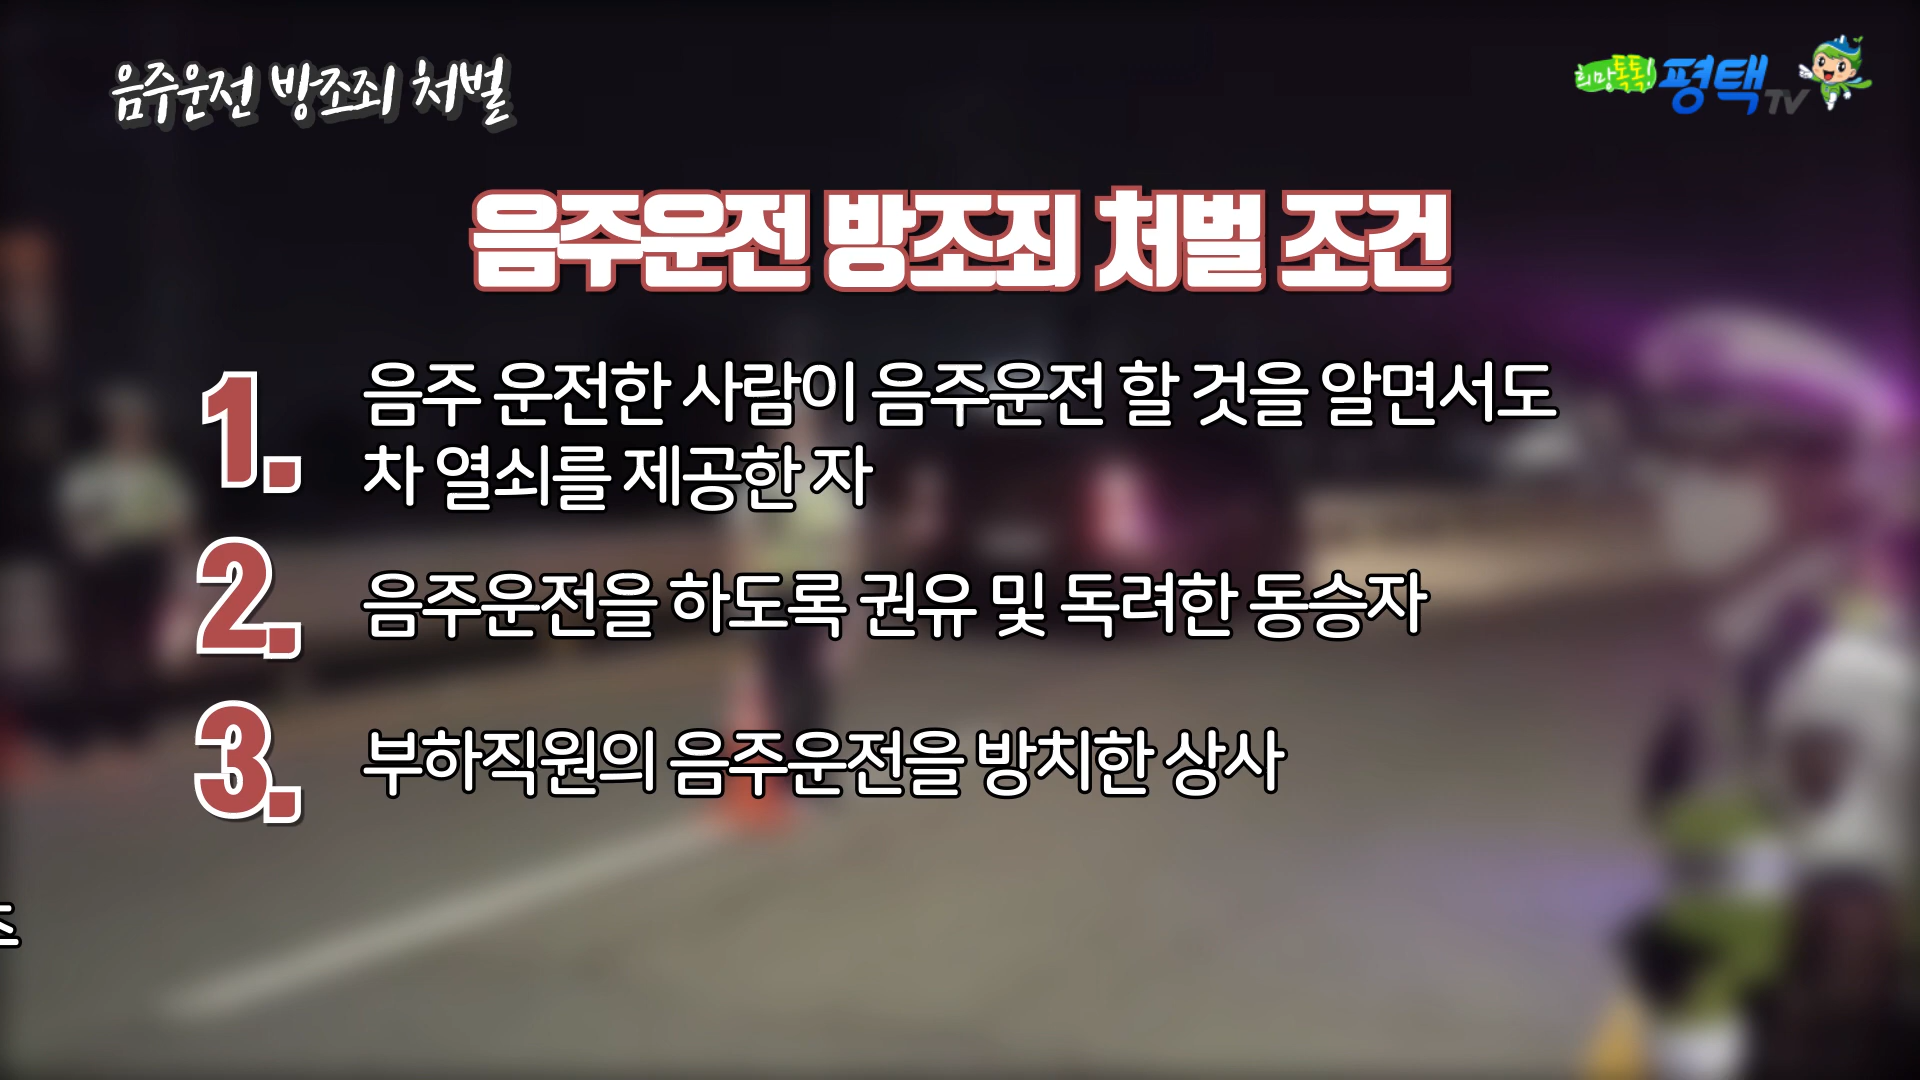 음주운전 방조죄 처벌
희망톡톡! 평택TV
음주운전 방조죄 처벌 조건
1. 음주 운전한 사람이 음주운전 할 것을 알면서도
차 열쇠를 제공한 자
2. 음주운전을 하도록 권유 및 독려한 동승자
3. 부하직원의 음주운전을 방치한 상사